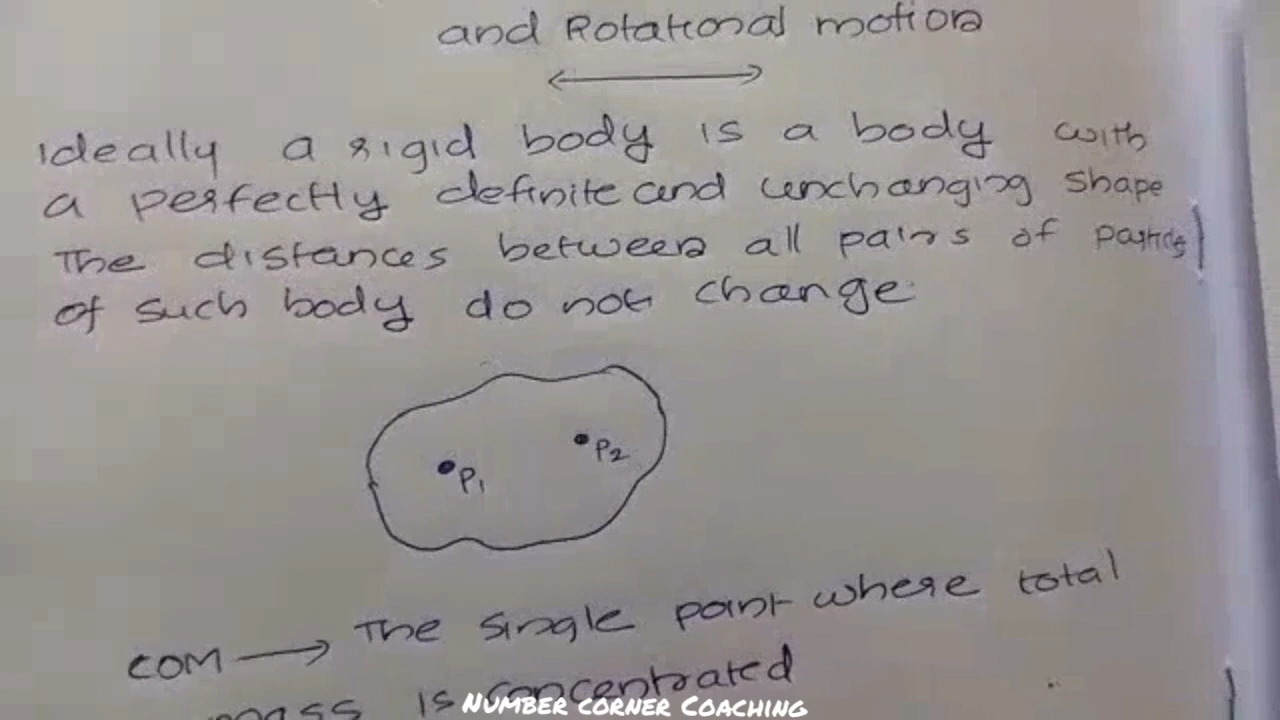 and Rotational motion
ideally a rigid body is a body with
a perfectly definite and unchanging shape
The distances between all pairs of particles
of such body do not change.
P1
P2
COM → The single point where total
mass is concentrated
NUMBER CORNER COACHING